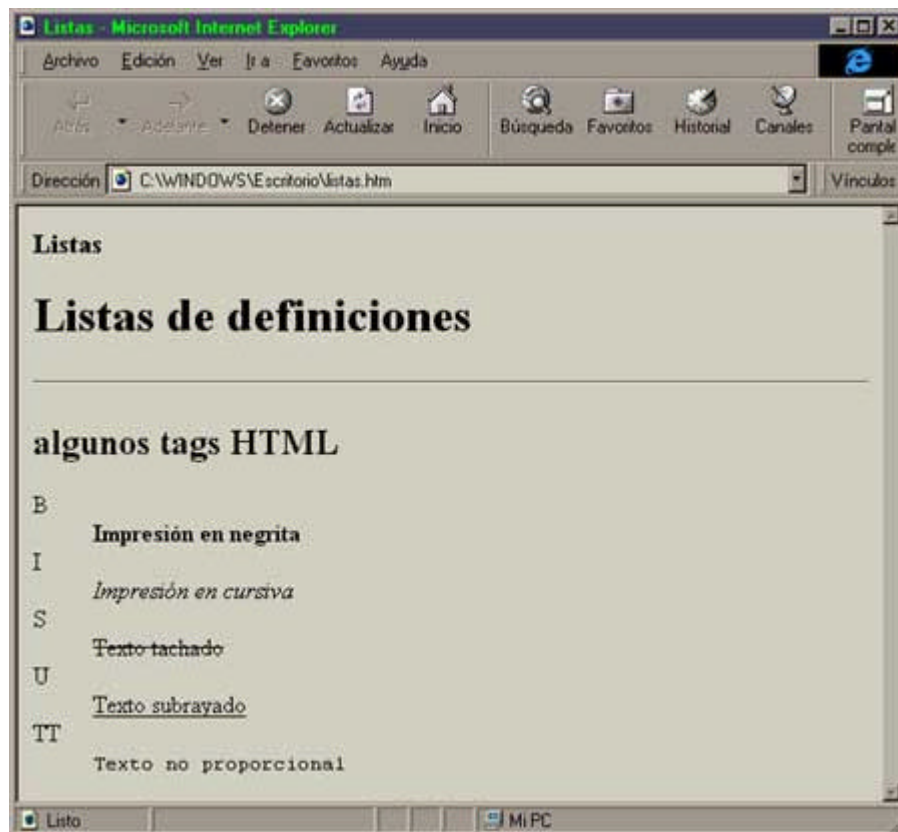 Listas - Microsoft Internet Explorer
Archivo Edición Ver Ir a Favoritos Ayuda
Atrás Adelante Detener Actualizar Inicio Búsqueda Favoritos Historial Canales Pantal
comple
Dirección C:\WINDOWS\Escritorio\listas.htm Vínculos
Listas
Listas de definiciones
algunos tags HTML
B
Impresión en negrita
I
Impresión en cursiva
S
Texto tachado
U
Texto subrayado
TT
Texto no proporcional
Listo Mi PC